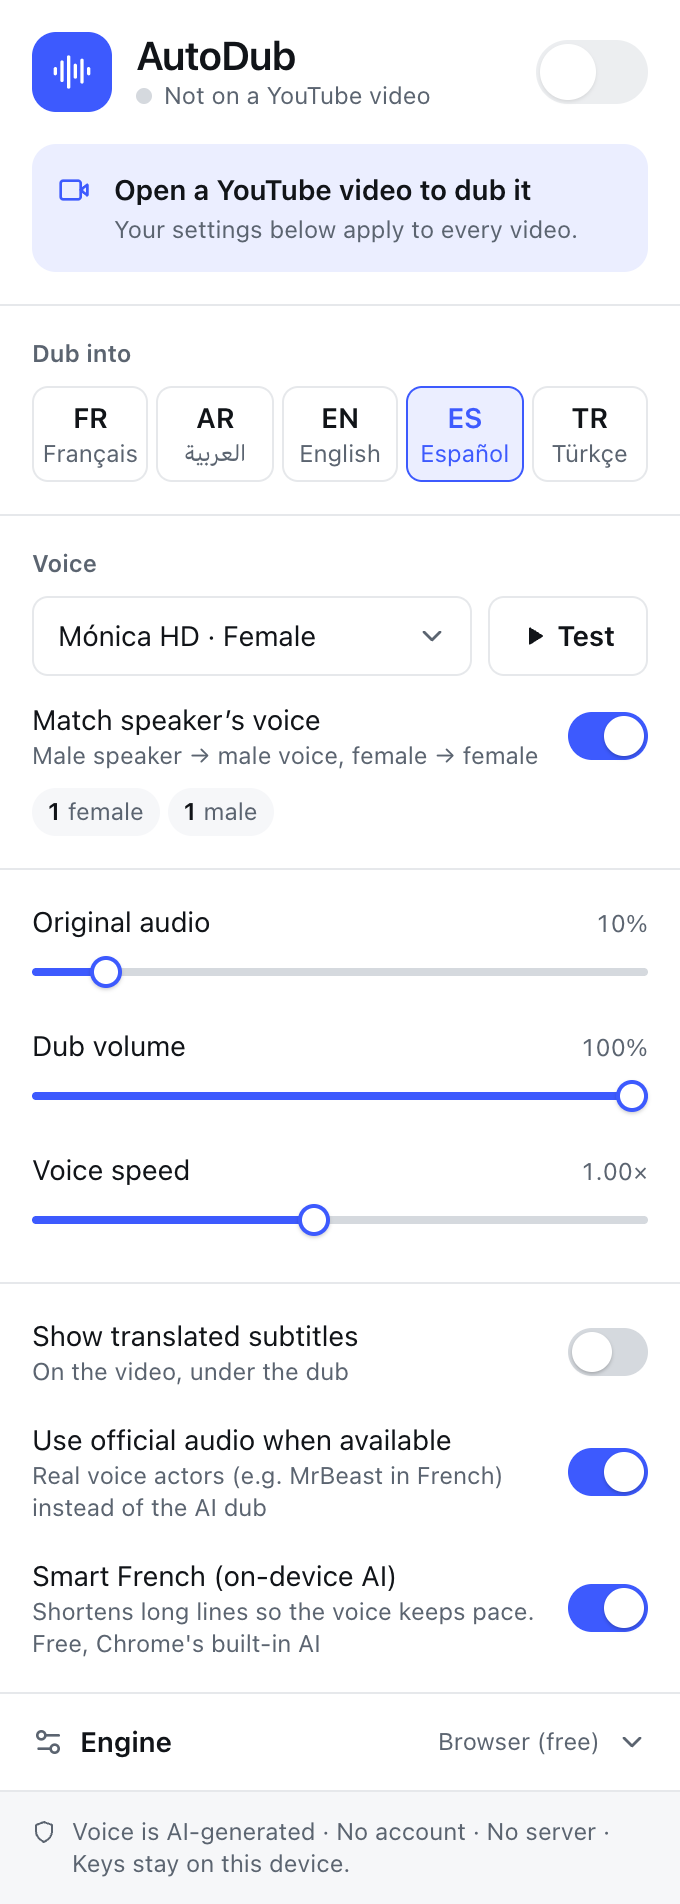 AutoDub
Not on a YouTube video
Open a YouTube video to dub it
Your settings below apply to every video.
Dub into
FR
Français
AR
العربية
EN
English
ES
Español
TR
Türkçe
Voice
Mónica HD · Female
Test
Match speaker’s voice
Male speaker → male voice, female → female
1 female
1 male
Original audio
10%
Dub volume
100%
Voice speed
1.00×
Show translated subtitles
On the video, under the dub
Use official audio when available
Real voice actors (e.g. MrBeast in French)
instead of the AI dub
Smart French (on-device AI)
Shortens long lines so the voice keeps pace.
Free, Chrome's built-in AI
Engine
Browser (free)
Voice is AI-generated · No account · No server ·
Keys stay on this device.